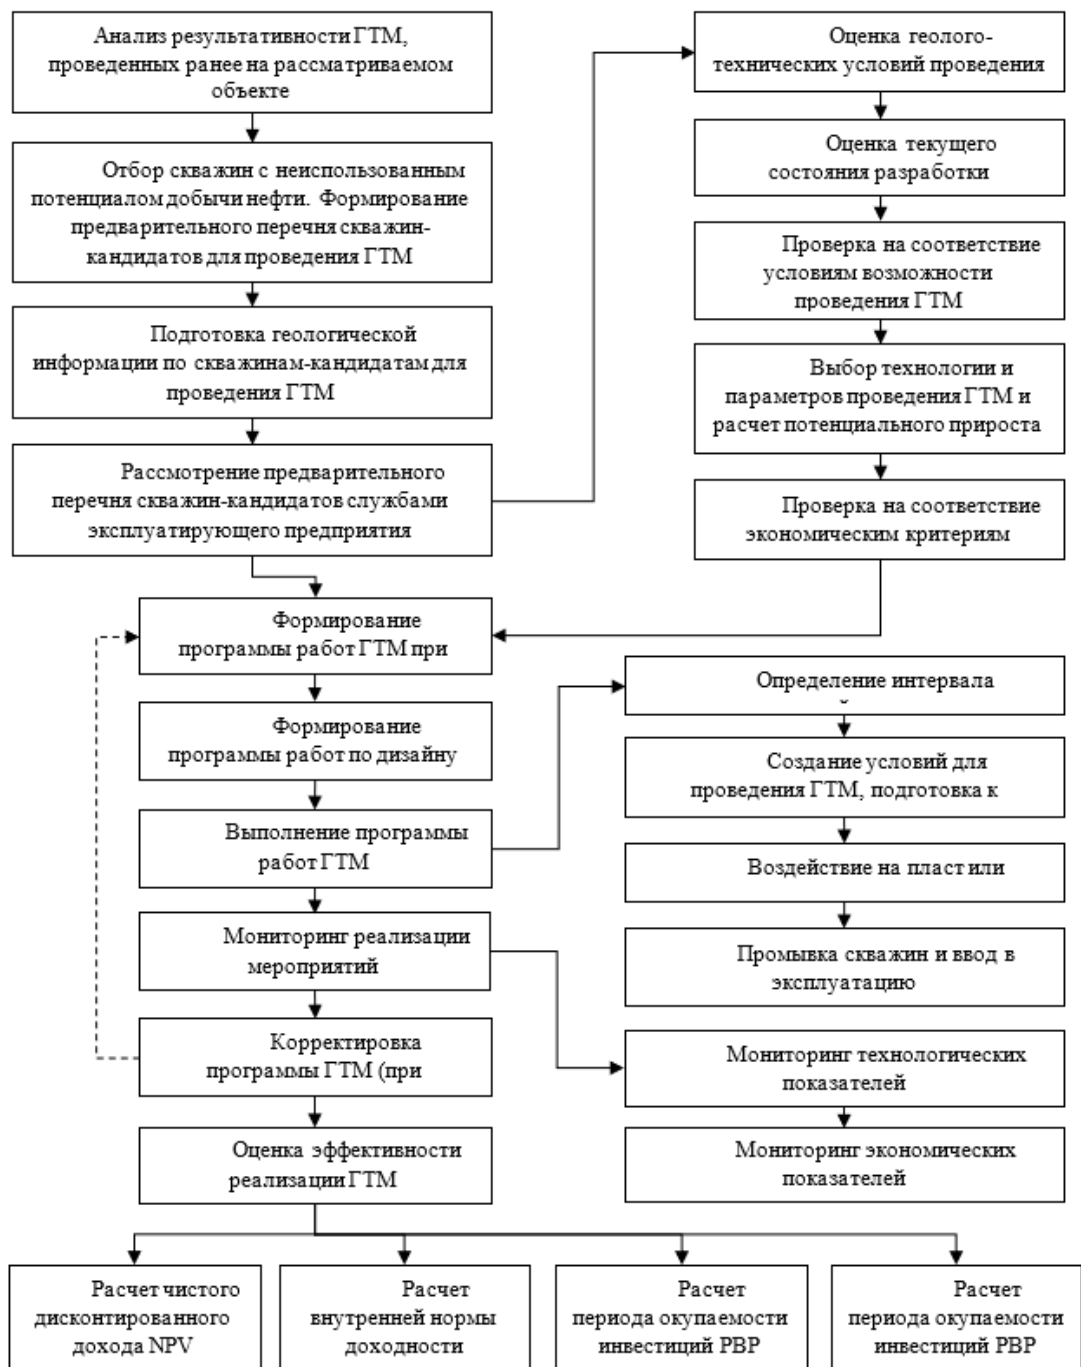 Анализ результативности ГТМ,
проведенных ранее на рассматриваемом
объекте
Отбор скважин с неиспользованным
потенциалом добычи нефти. Формирование
предварительного перечня скважин-
кандидатов для проведения ГТМ
Подготовка геологической
информации по скважинам-кандидатам для
проведения ГТМ
Рассмотрение предварительного
перечня скважин-кандидатов службами
эксплуатирующего предприятия
Оценка геолого-
технических условий проведения
Оценка текущего
состояния разработки
Проверка на соответствие
условиям возможности
проведения ГТМ
Выбор технологии и
параметров проведения ГТМ и
расчет потенциального прироста
Проверка на соответствие
экономическим критериям
Формирование
программы работ ГТМ при
Формирование
программы работ по дизайну
Выполнение программы
работ ГТМ
Мониторинг реализации
мероприятий
Корректировка
программы ГТМ (при
Оценка эффективности
реализации ГТМ
Определение интервала
Создание условий для
проведения ГТМ, подготовка к
Воздействие на пласт или
Промывка скважин и ввод в
эксплуатацию
Мониторинг технологических
показателей
Мониторинг экономических
показателей
Расчет чистого
дисконтированного
дохода NPV
Расчет
внутренней нормы
доходности
Расчет
периода окупаемости
инвестиций PBP
Расчет
периода окупаемости
инвестиций PBP